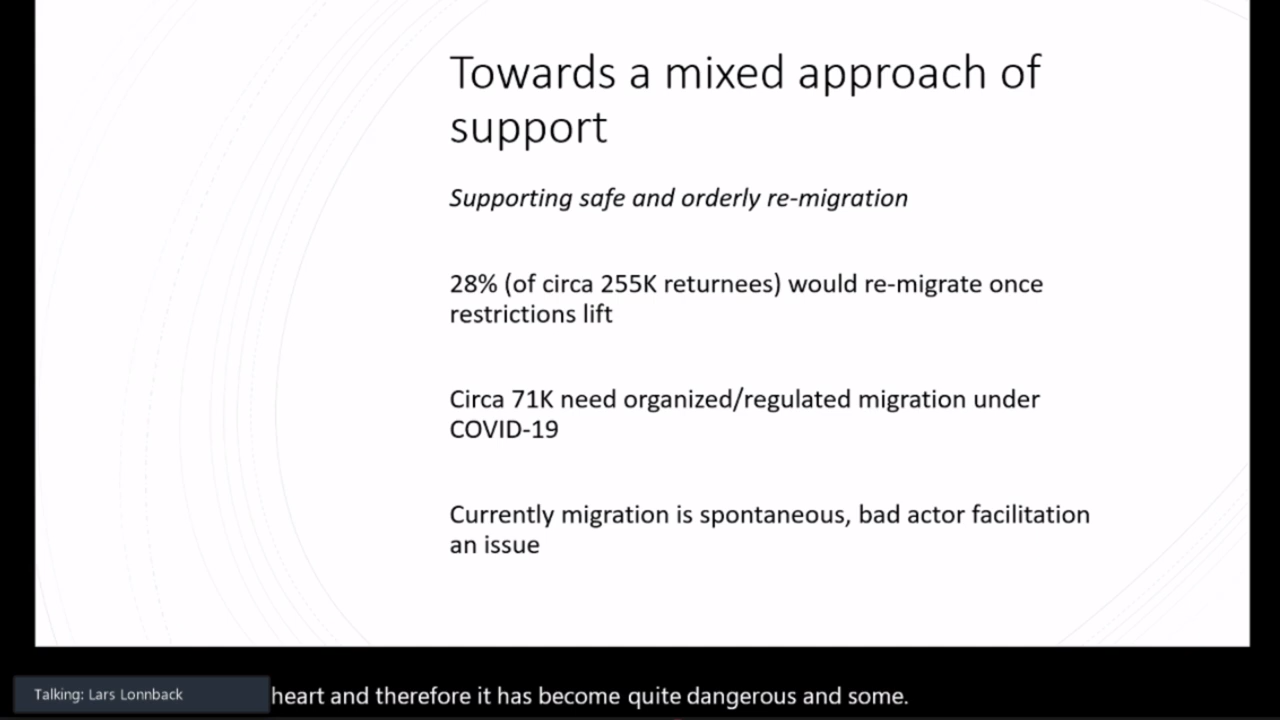 Towards a mixed approach of
support
Supporting safe and orderly re-migration
28% (of circa 255K returnees) would re-migrate once
restrictions lift
Circa 71K need organized/regulated migration under
COVID-19
Currently migration is spontaneous, bad actor facilitation
an issue
Talking: Lars Lonnback
heart and therefore it has become quite dangerous and some.